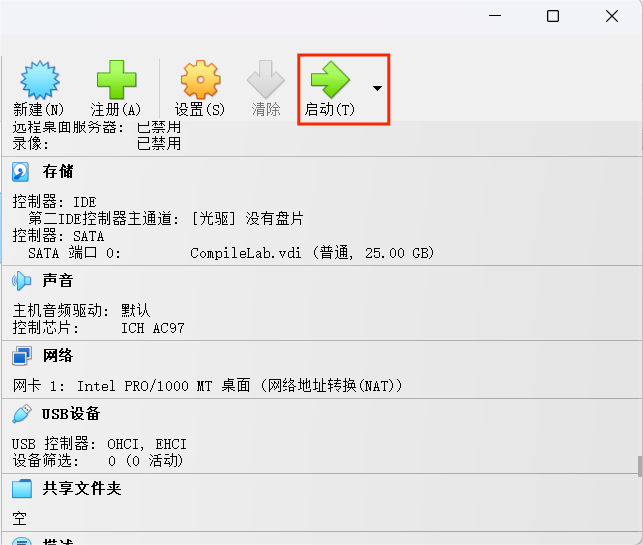 新建(N) 注册(A) 设置(S) 清除 启动(T)
远程桌面服务器: 已禁用
录像: 已禁用
存储
控制器: IDE
第二IDE控制器主通道: [光驱] 没有盘片
控制器: SATA
SATA 端口 0: CompileLab.vdi (普通, 25.00 GB)
声音
主机音频驱动: 默认
控制芯片: ICH AC97
网络
网卡 1: Intel PRO/1000 MT 桌面 (网络地址转换(NAT))
USB设备
USB 控制器: OHCI, EHCI
设备筛选: 0 (0 活动)
共享文件夹
空
描述